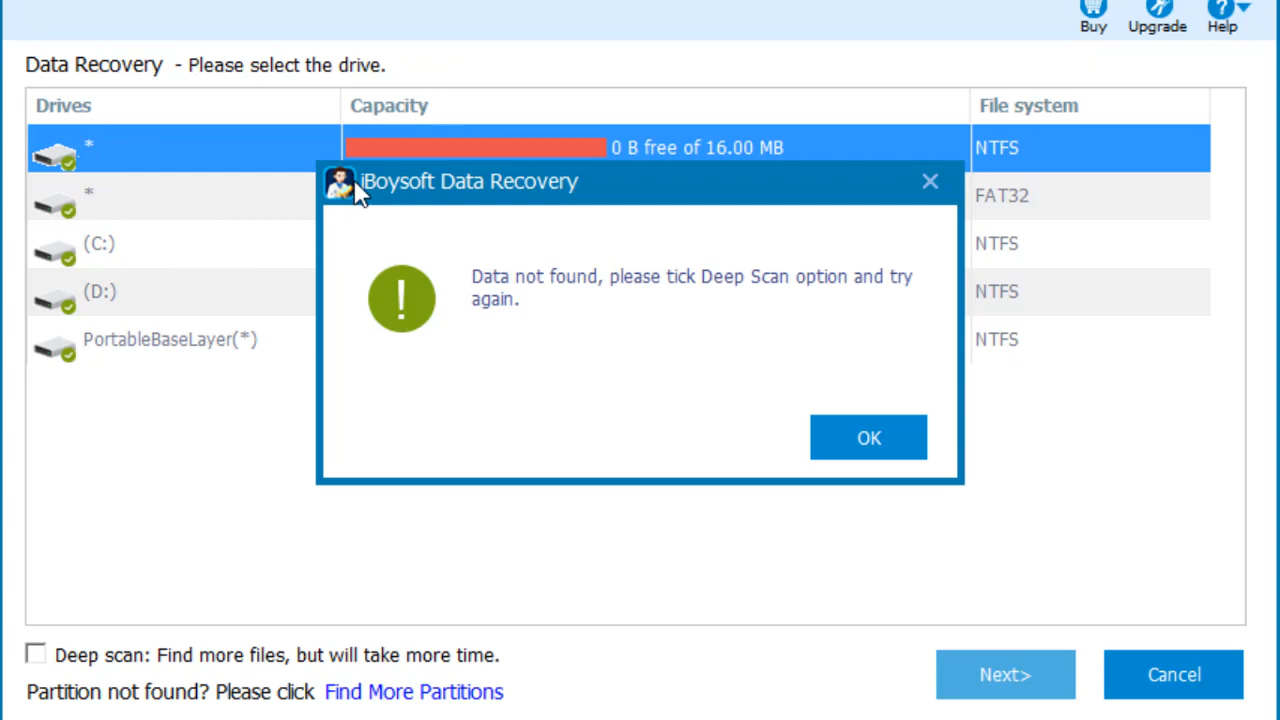 Buy Upgrade Help
Data Recovery - Please select the drive.
Drives Capacity File system
* 0 B free of 16.00 MB NTFS
iBoysoft Data Recovery
* FAT32
(C:) NTFS
Data not found, please tick Deep Scan option and try
again.
(D:) NTFS
PortableBaseLayer(*) NTFS
OK
Deep scan: Find more files, but will take more time.
Next> Cancel
Partition not found? Please click Find More Partitions